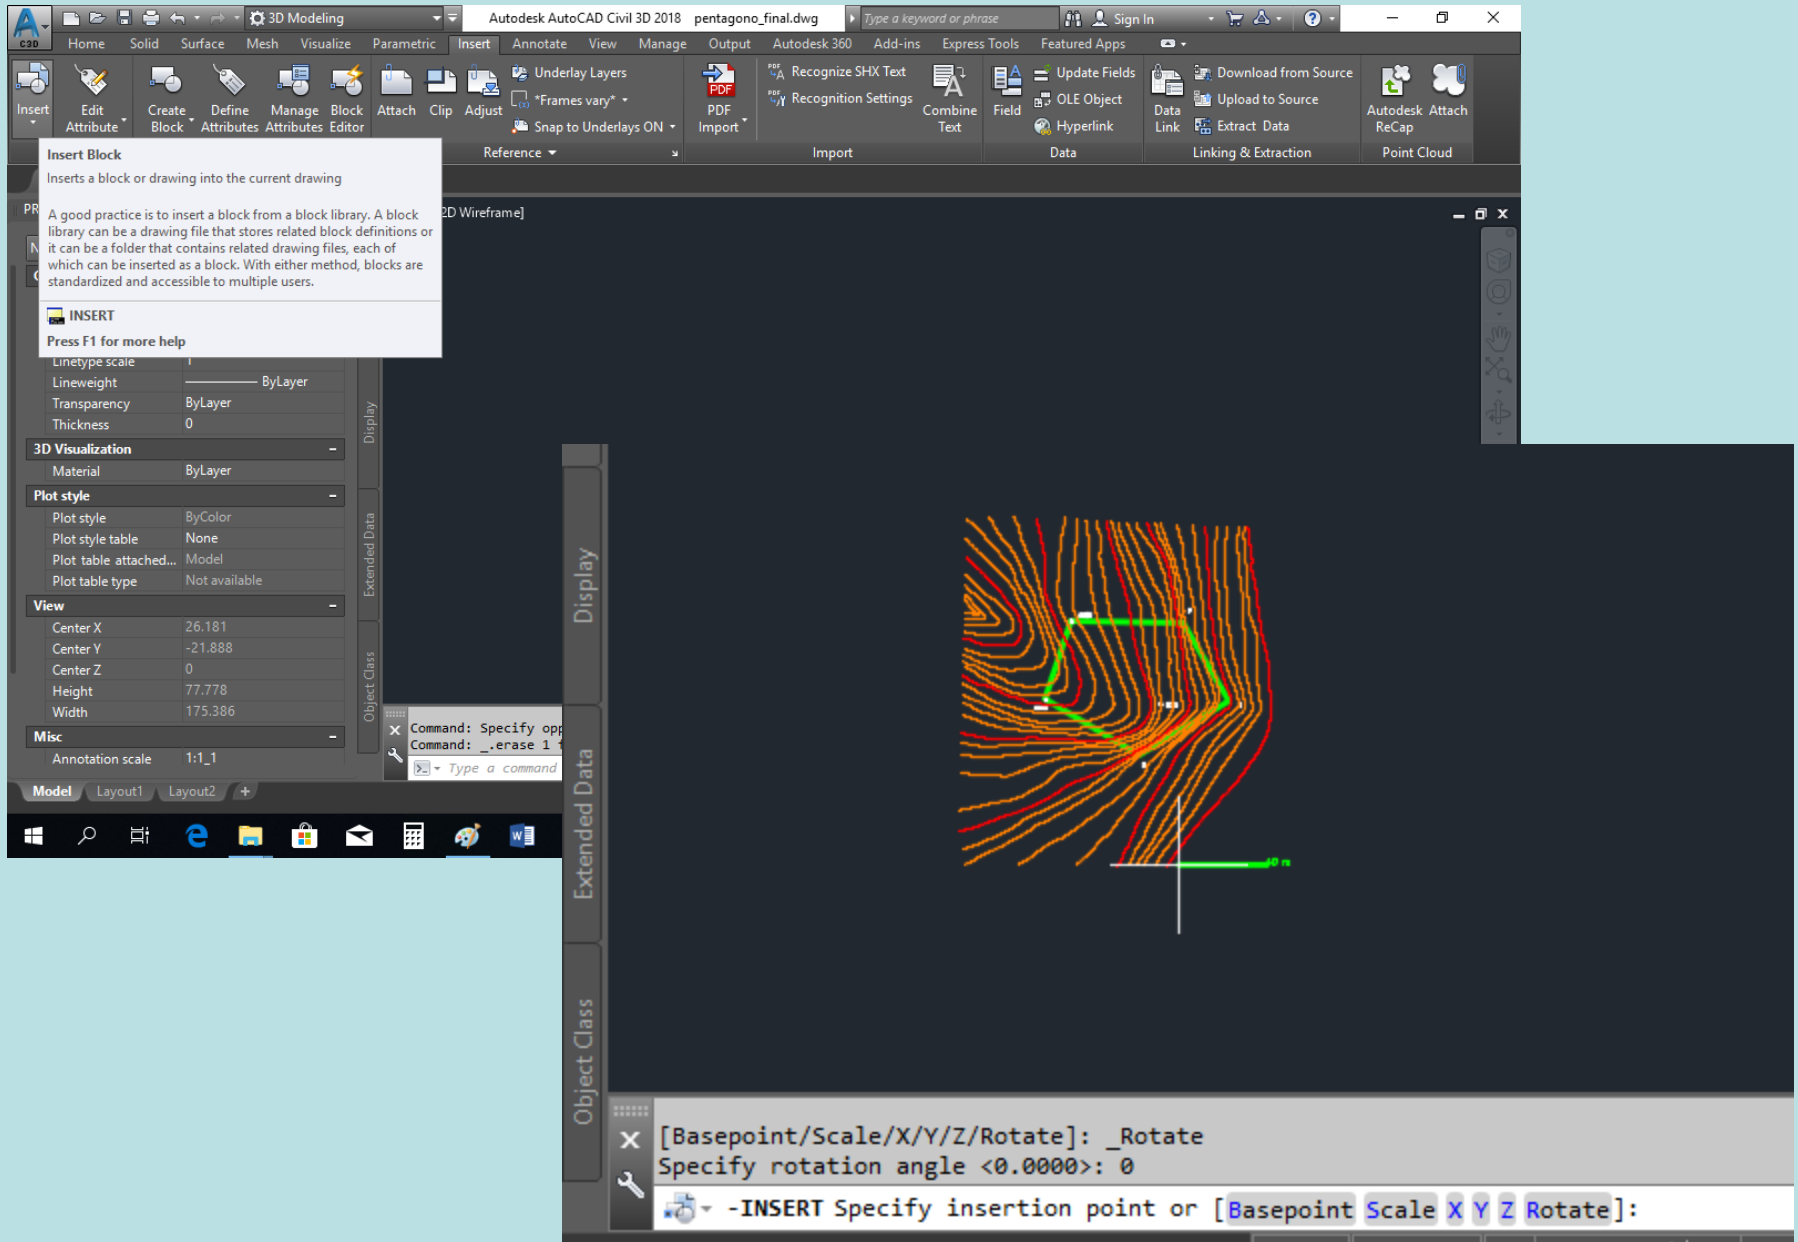 3D Modeling
Autodesk AutoCAD Civil 3D 2018 pentagono_final.dwg
Type a keyword or phrase
Sign In
C3D
Home Solid Surface Mesh Visualize Parametric Insert Annotate View Manage Output Autodesk 360 Add-ins Express Tools Featured Apps
Insert
Edit
Attribute
Create
Block
Define
Attributes
Manage
Attributes
Block
Editor
Attach
Clip
Adjust
Underlay Layers
*Frames vary*
Snap to Underlays ON
Reference
PDF
PDF
Import
Recognize SHX Text
Recognition Settings
Combine
Text
Import
Field
Update Fields
OLE Object
Hyperlink
Data
Data
Link
Download from Source
Upload to Source
Extract Data
Linking & Extraction
Autodesk
ReCap
Attach
Point Cloud
Insert Block
Inserts a block or drawing into the current drawing
A good practice is to insert a block from a block library. A block
library can be a drawing file that stores related block definitions or
it can be a folder that contains related drawing files, each of
which can be inserted as a block. With either method, blocks are
standardized and accessible to multiple users.
INSERT
Press F1 for more help
PR
N
2D Wireframe]
Linetype scale 1
Lineweight ByLayer
Transparency ByLayer
Thickness 0
3D Visualization
Material ByLayer
Plot style
Plot style ByColor
Plot style table None
Plot table attached... Model
Plot table type Not available
View
Center X 26.181
Center Y -21.888
Center Z 0
Height 77.778
Width 175.386
Misc
Annotation scale 1:1_1
Display
Extended Data
Object Class
Command: Specify opp
Command: _.erase 1 f
Type a command
Model Layout1 Layout2 +
Display
Extended Data
Object Class
[Basepoint/Scale/X/Y/Z/Rotate]: _Rotate
Specify rotation angle <0.0000>: 0
-INSERT Specify insertion point or [Basepoint Scale X Y Z Rotate]: